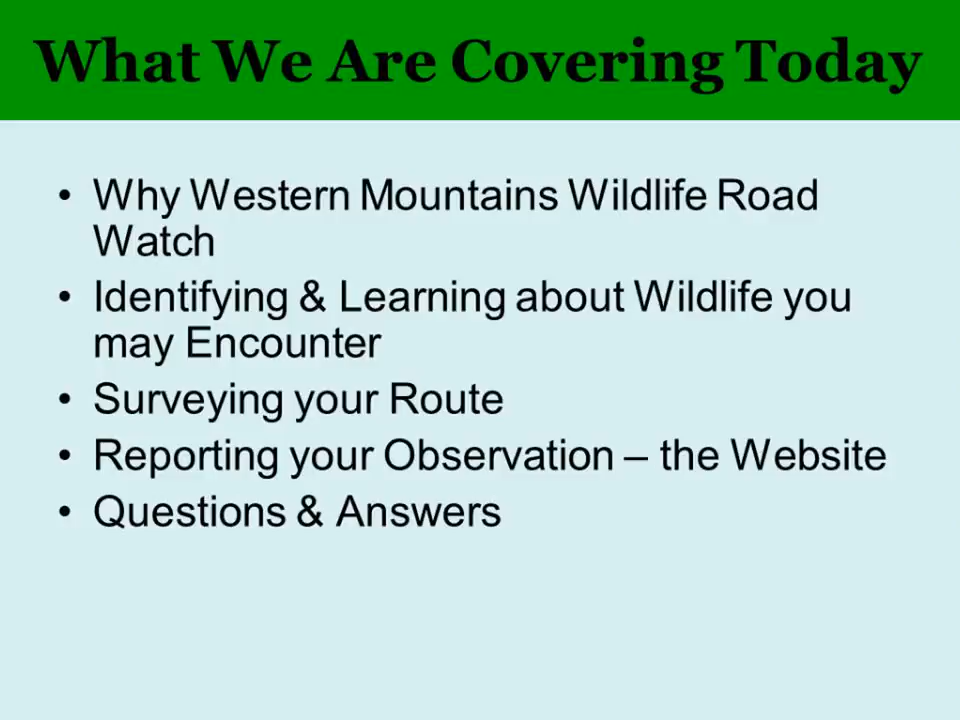 What We Are Covering Today
• Why Western Mountains Wildlife Road
Watch
• Identifying & Learning about Wildlife you
may Encounter
• Surveying your Route
• Reporting your Observation – the Website
• Questions & Answers